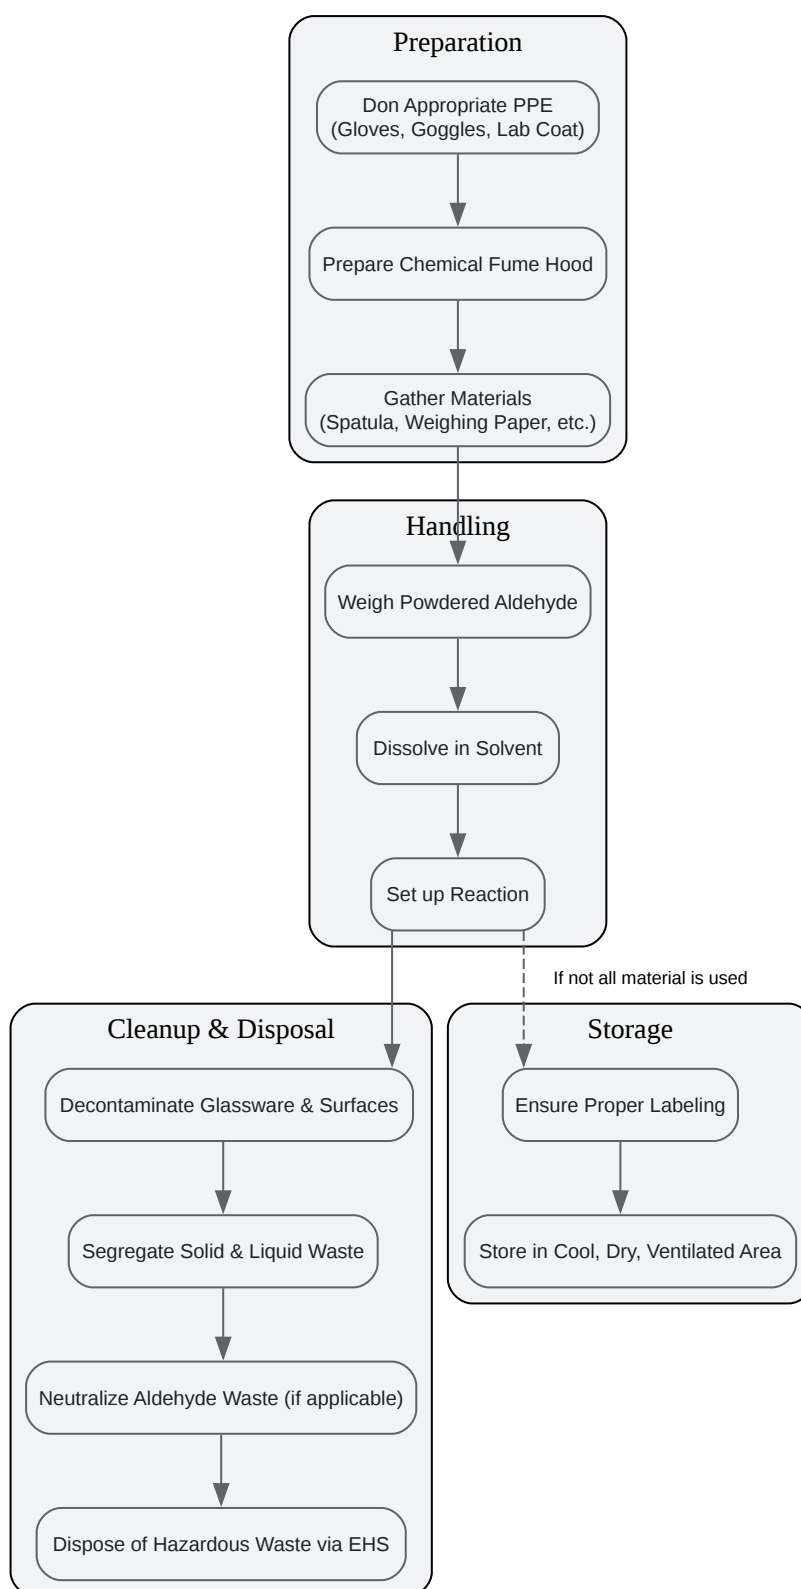 Preparation
Don Appropriate PPE
(Gloves, Goggles, Lab Coat)
Prepare Chemical Fume Hood
Gather Materials
(Spatula, Weighing Paper, etc.)
Handling
Weigh Powdered Aldehyde
Dissolve in Solvent
Set up Reaction
If not all material is used
Cleanup & Disposal
Decontaminate Glassware & Surfaces
Segregate Solid & Liquid Waste
Neutralize Aldehyde Waste (if applicable)
Dispose of Hazardous Waste via EHS
Storage
Ensure Proper Labeling
Store in Cool, Dry, Ventilated Area